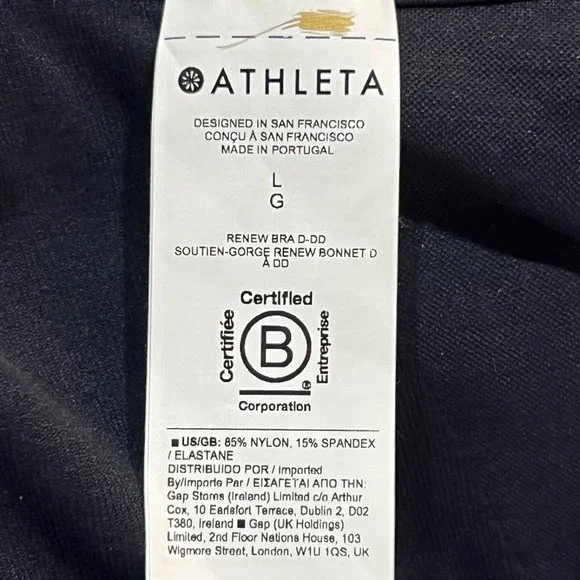 ATHLETA
DESIGNED IN SAN FRANCISCO
CONÇU À SAN FRANCISCO
MADE IN PORTUGAL
L
G
RENEW BRA D-DD
SOUTIEN-GORGE RENEW BONNET D
À DD
Certified
Certifiée
B
®
Entreprise
Corporation
■ US/GB: 85% NYLON, 15% SPANDEX
/ ELASTANE
DISTRIBUIDO POR / Imported
By/Importe Par / ΕΙΣΑΓΕΤΑΙ ΑΠΟ ΤΗΝ:
Gap Stores (Ireland) Limited c/o Arthur
Cox, 10 Earlsfort Terrace, Dublin 2, D02
T380, Ireland ■ Gap (UK Holdings)
Limited, 2nd Floor Nations House, 103
Wigmore Street, London, W1U 1QS, UK